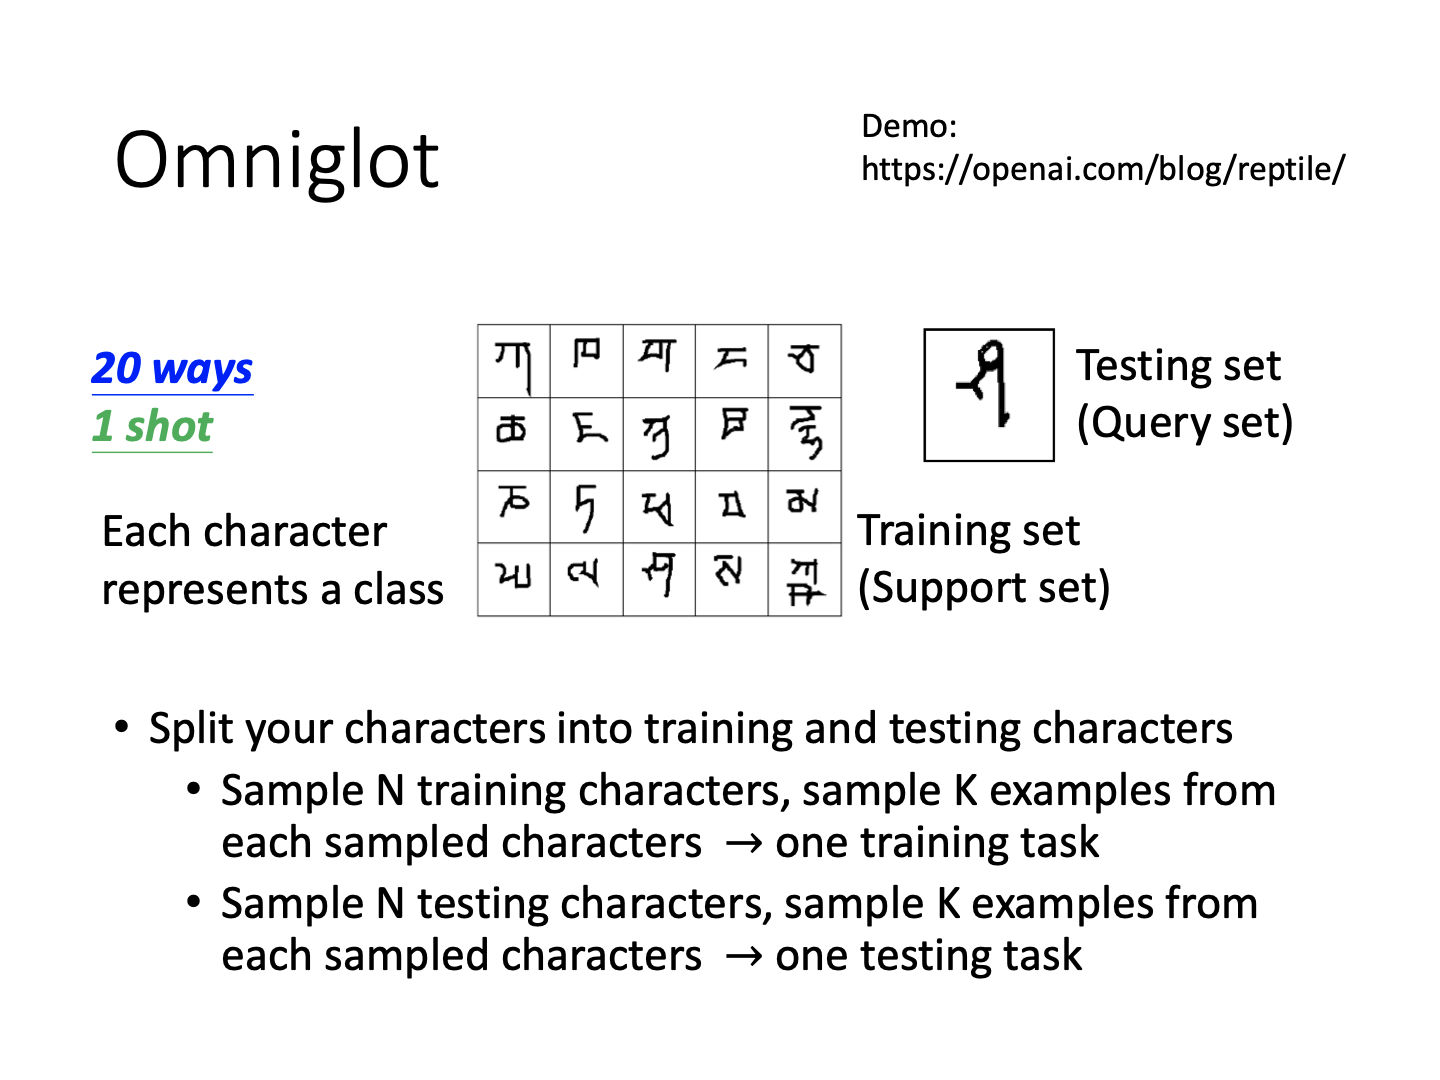 Omniglot
Demo:
https://openai.com/blog/reptile/
20 ways
1 shot
Each character
represents a class
Testing set
(Query set)
Training set
(Support set)
• Split your characters into training and testing characters
• Sample N training characters, sample K examples from
each sampled characters → one training task
• Sample N testing characters, sample K examples from
each sampled characters → one testing task